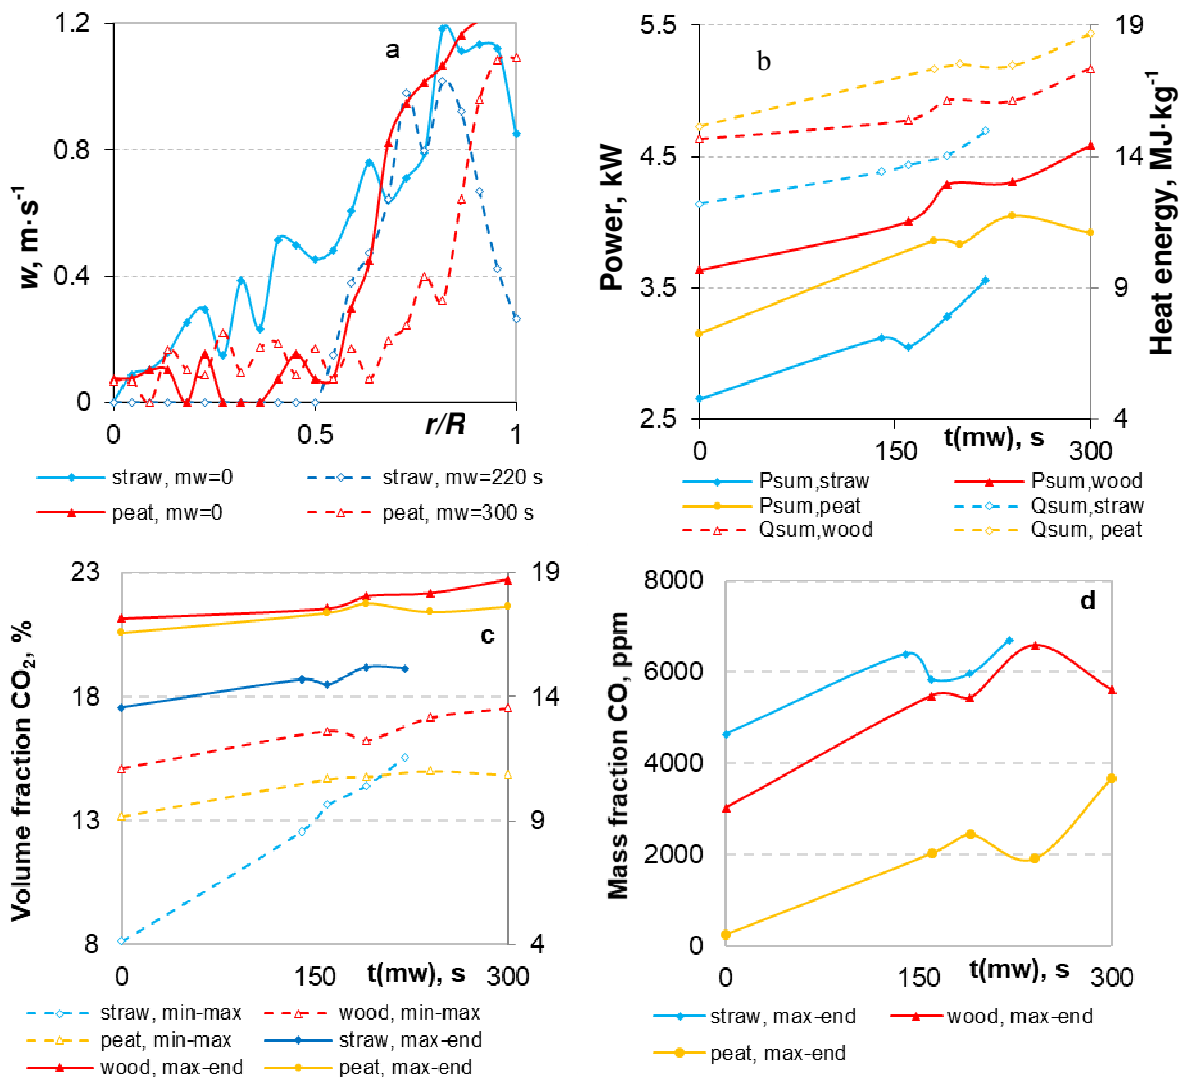 a
1.2
0.8
0.4
0
w, m·s⁻¹
0
0.5
r/R
1
straw, mw=0
straw, mw=220 s
peat, mw=0
peat, mw=300 s
b
5.5
4.5
3.5
2.5
Power, kW
19
14
9
4
Heat energy, MJ·kg⁻¹
0
150
t(mw), s
300
Psum,straw
Psum,wood
Psum,peat
Qsum,straw
Qsum,wood
Qsum, peat
c
23
18
13
8
Volume fraction CO₂, %
19
14
9
4
0
150
t(mw), s
300
straw, min-max
wood, min-max
peat, min-max
straw, max-end
wood, max-end
peat, max-end
d
8000
6000
4000
2000
0
Mass fraction CO, ppm
0
150
t(mw), s
300
straw, max-end
wood, max-end
peat, max-end